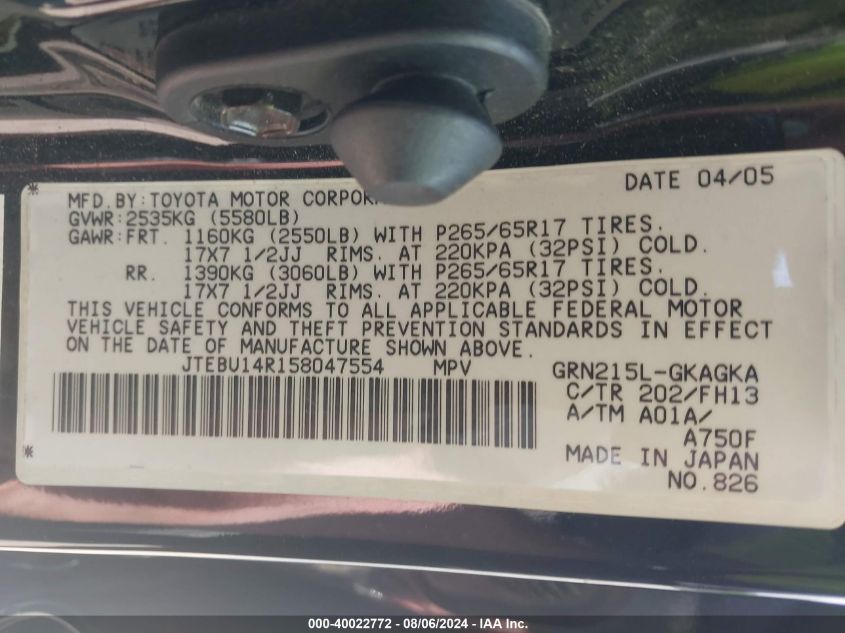 DATE 04/05
MFD. BY: TOYOTA MOTOR
GVWR: 2535KG (5580LB)
GAWR: FRT. 1160KG (2550LB) WITH P265/65R17 TIRES.
17X7 1/2JJ RIMS. AT 220KPA (32PSI) COLD.
RR. 1390KG (3060LB) WITH P265/65R17 TIRES.
17X7 1/2JJ RIMS. AT 220KPA (32PSI) COLD.
THIS VEHICLE CONFORMS TO ALL APPLICABLE FEDERAL MOTOR
VEHICLE SAFETY AND THEFT PREVENTION STANDARDS IN EFFECT
ON THE DATE OF MANUFACTURE SHOWN ABOVE.
JTEBU14R158047554 MPV GRN215L-GKAGKA
C/TR 202/FH13
A/TM A01A/
A750F
MADE IN JAPAN
NO.826
000-40022772 - 08/06/2024 - IAA Inc.